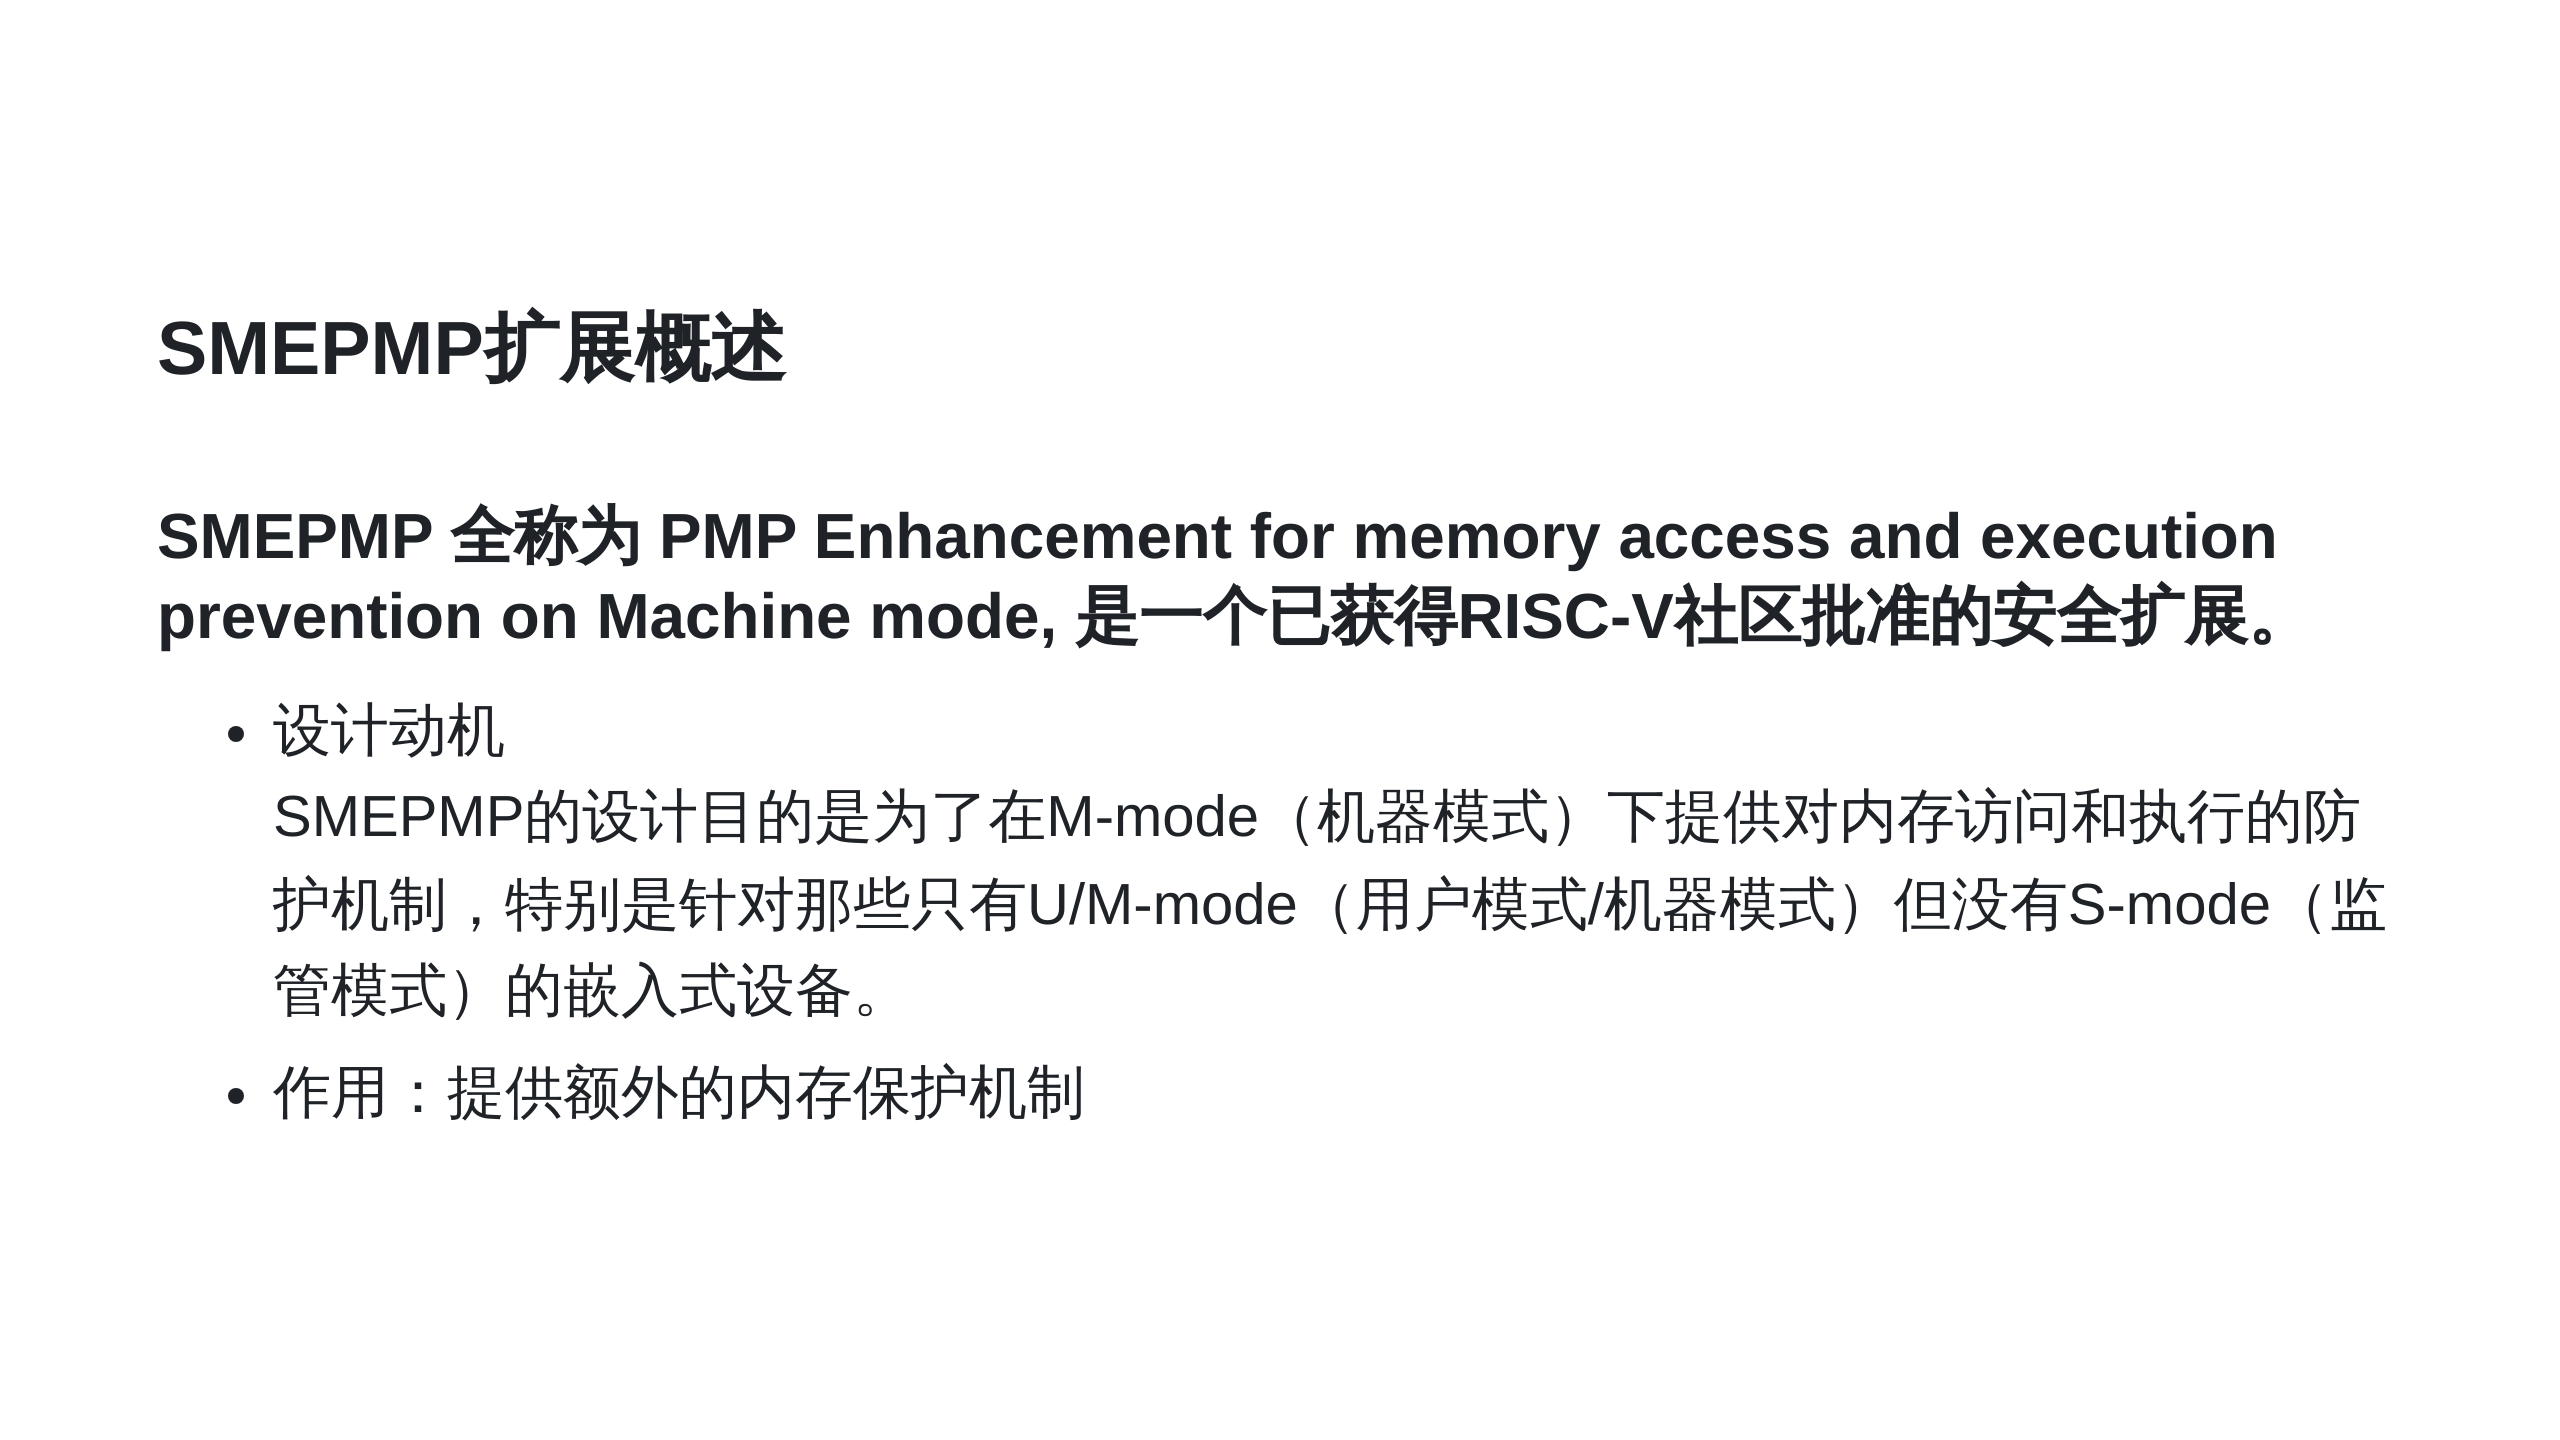 SMEPMP扩展概述
SMEPMP 全称为 PMP Enhancement for memory access and execution
prevention on Machine mode, 是一个已获得RISC-V社区批准的安全扩展。
• 设计动机
SMEPMP的设计目的是为了在M-mode（机器模式）下提供对内存访问和执行的防
护机制，特别是针对那些只有U/M-mode（用户模式/机器模式）但没有S-mode（监
管模式）的嵌入式设备。
• 作用：提供额外的内存保护机制